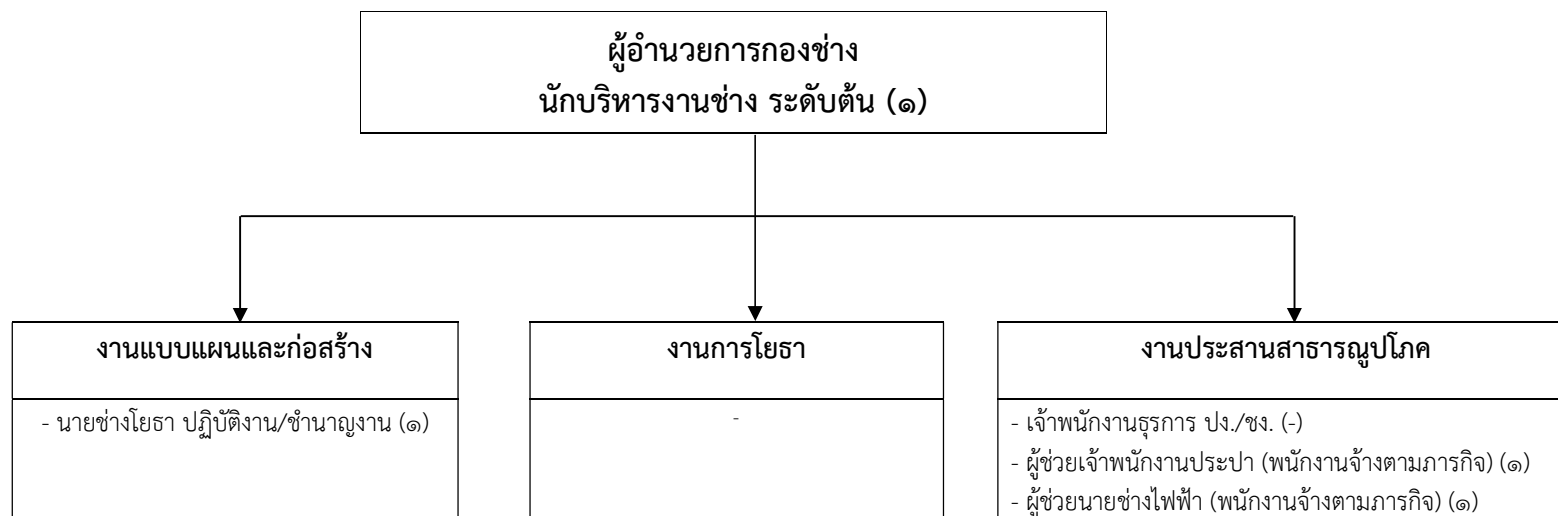 ผู้อำนวยการกองช่าง
นักบริหารงานช่าง ระดับต้น (๑)
งานแบบแผนและก่อสร้าง
- นายช่างโยธา ปฏิบัติงาน/ชำนาญงาน (๑)
งานการโยธา
-
งานประสานสาธารณูปโภค
- เจ้าพนักงานธุรการ ปง./ชง. (-)
- ผู้ช่วยเจ้าพนักงานประปา (พนักงานจ้างตามภารกิจ) (๑)
- ผู้ช่วยนายช่างไฟฟ้า (พนักงานจ้างตามภารกิจ) (๑)